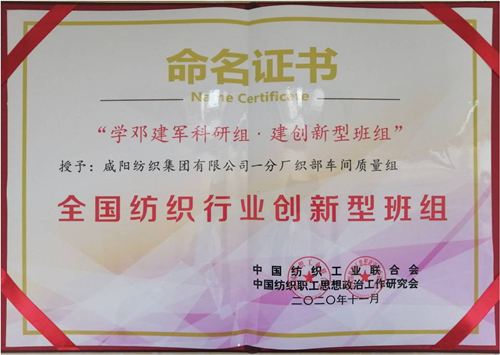 命名证书
Name Certificate
“学邓建军科研组·建创新型班组”
授予：咸阳纺织集团有限公司一分厂织部车间质量组
全国纺织行业创新型班组
中国纺织工业联合会
中国纺织职工思想政治工作研究会
二〇二〇年十一月